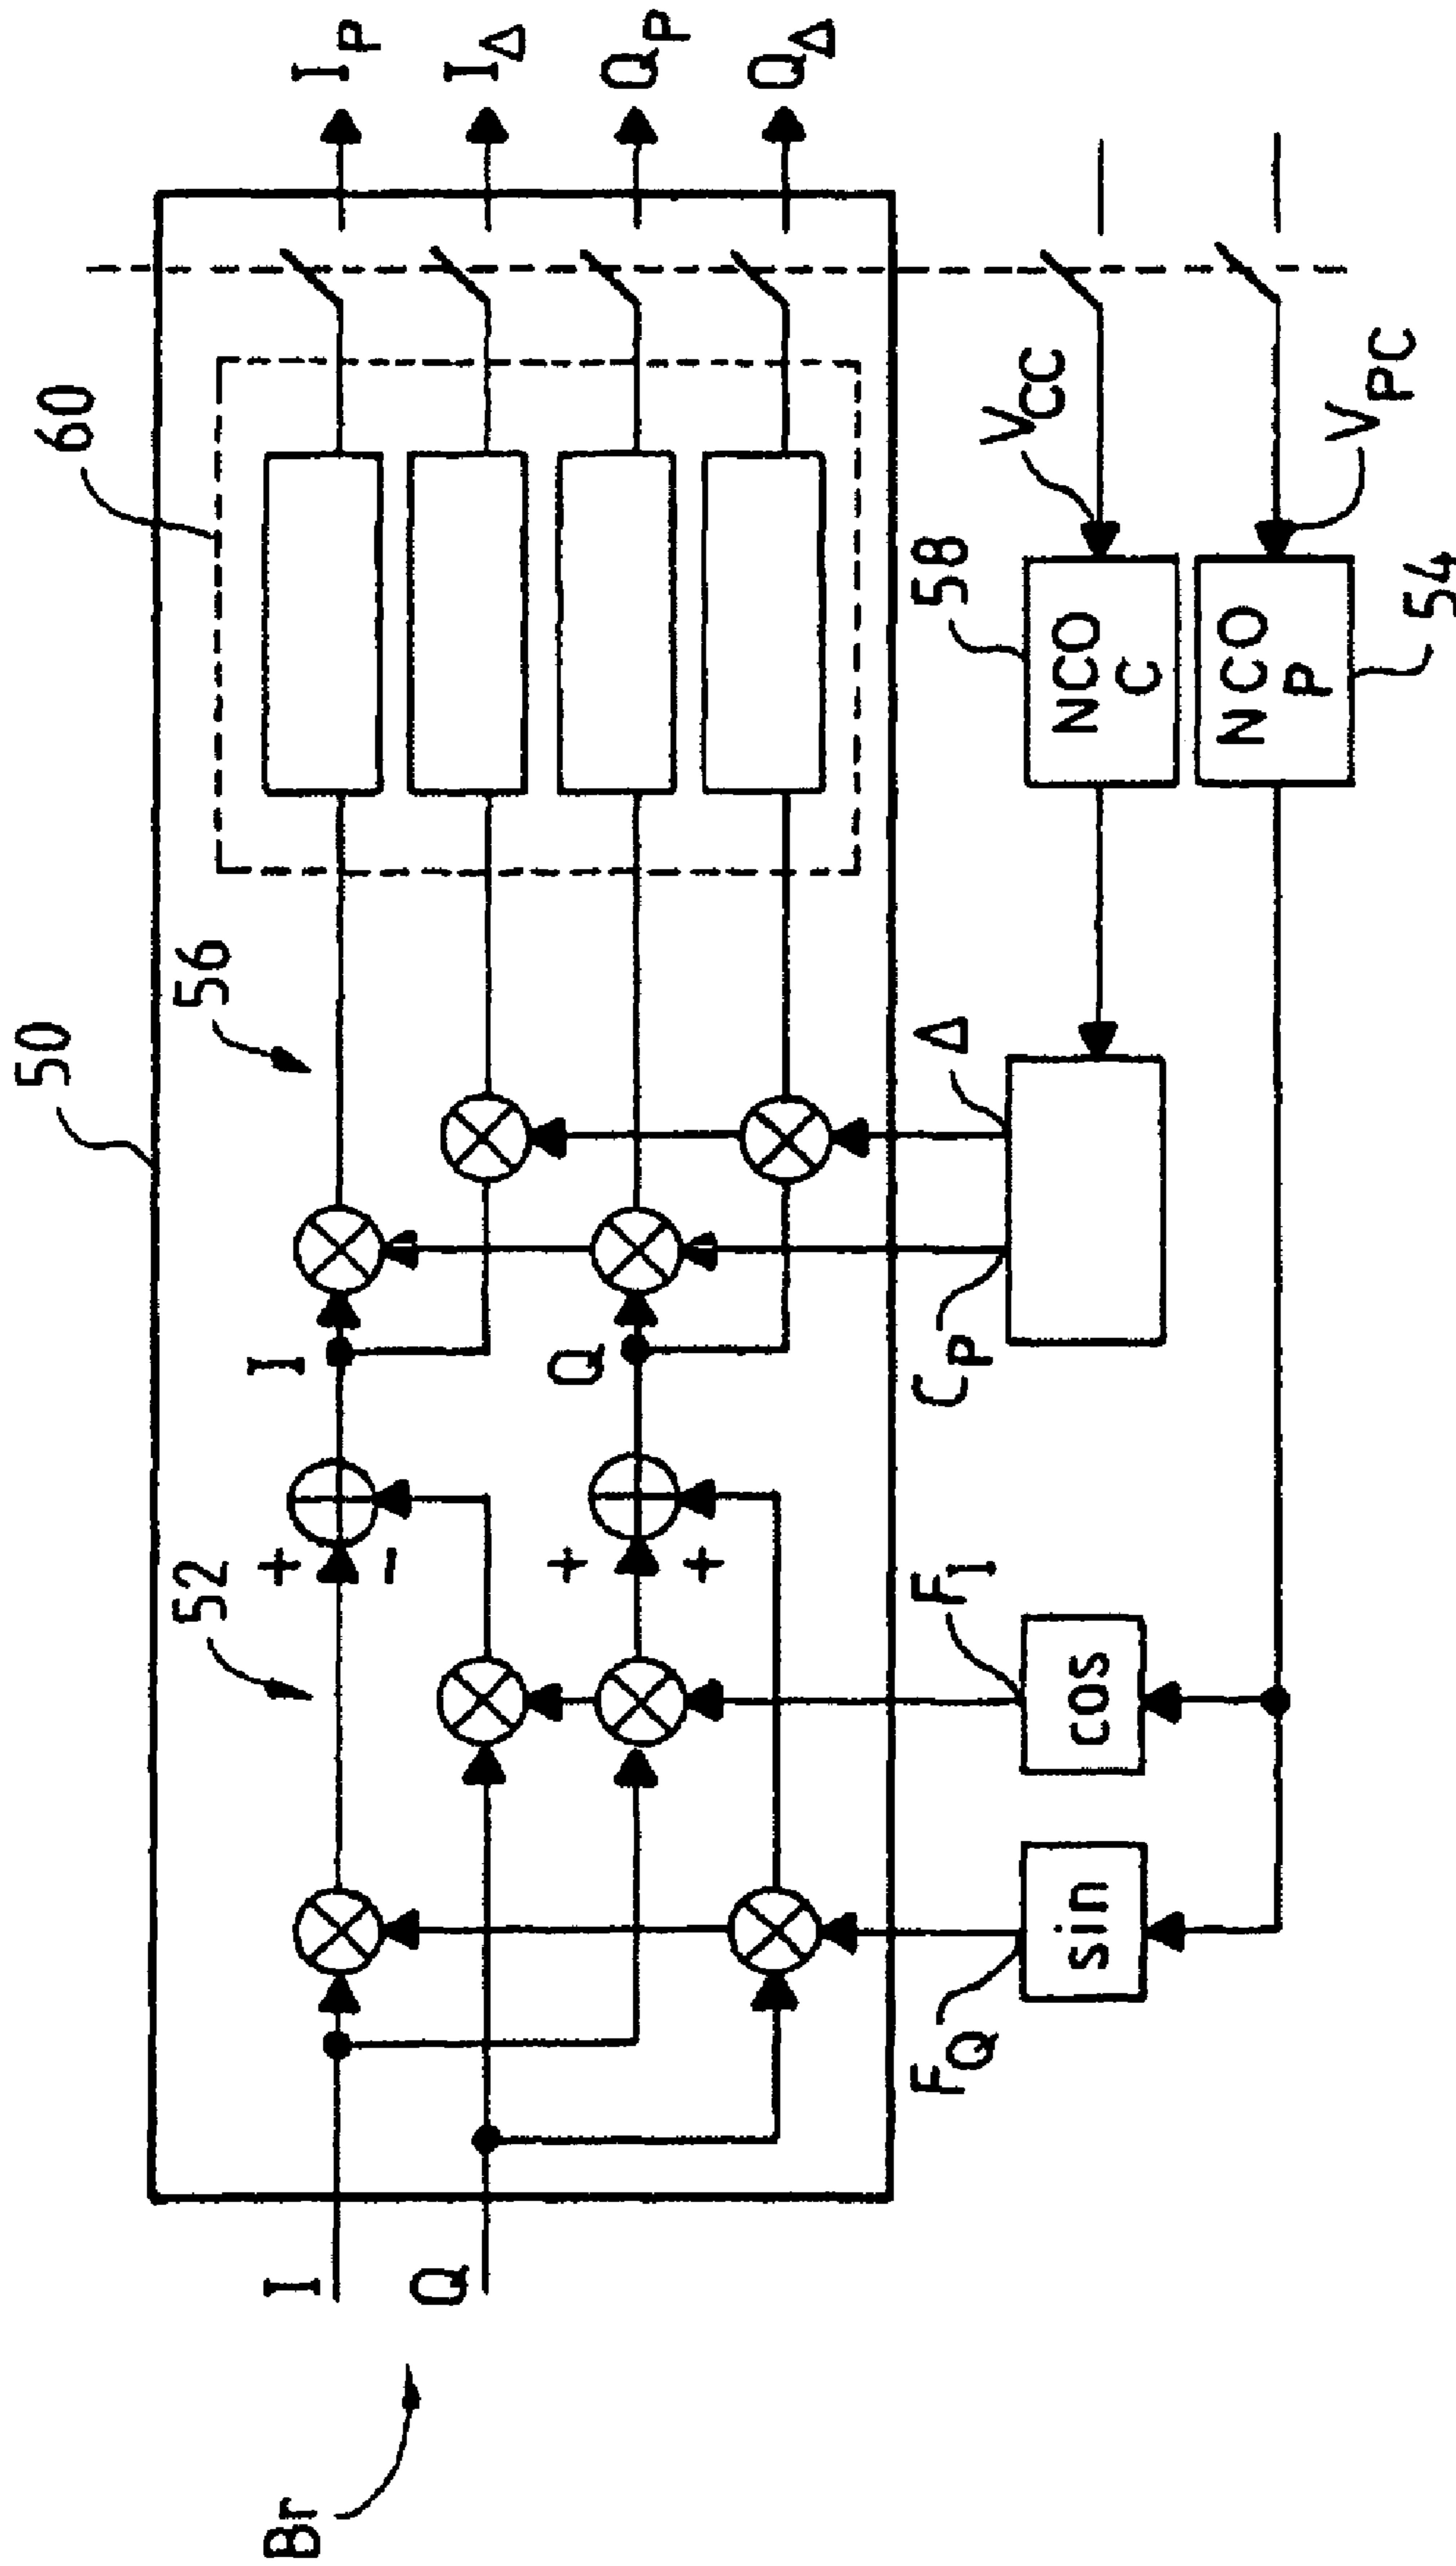 50
60
56
52
Br
I
Q
+
−
+
+
I
Q
I_P
I_Δ
Q_P
Q_Δ
F_Q
F_I
C_P
Δ
58
V_CC
sin
cos
NCO
C
NCO
P
54
V_PC